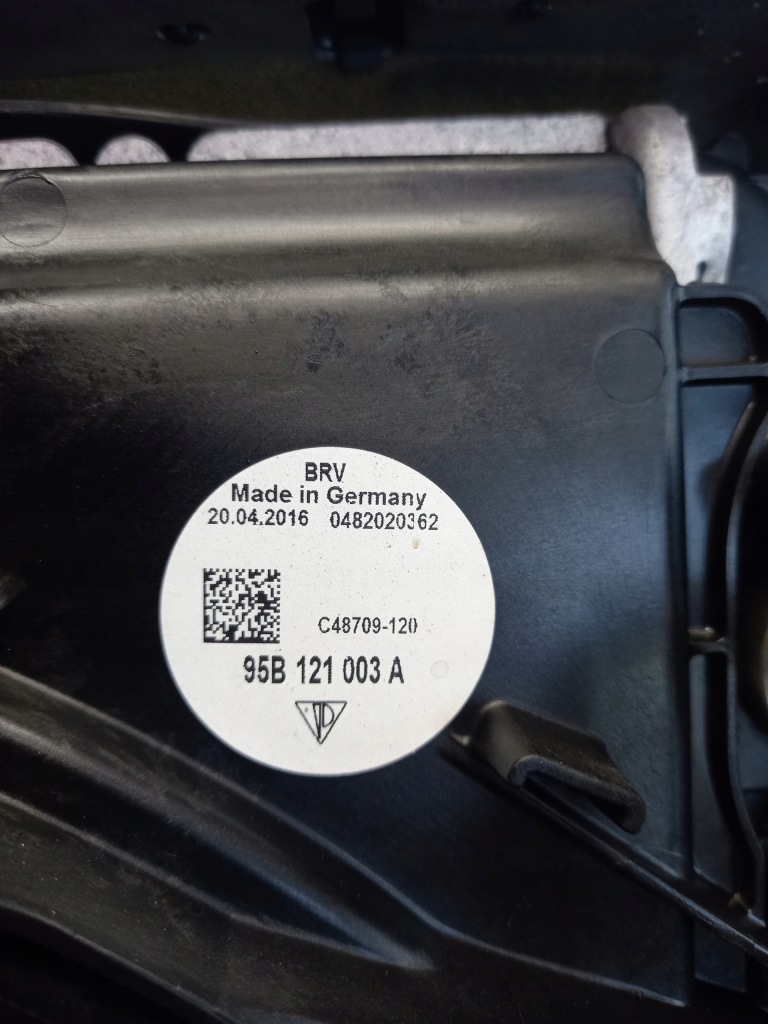 BRV
Made in Germany
20.04.2016 0482020362
C48709-120
95B 121 003 A